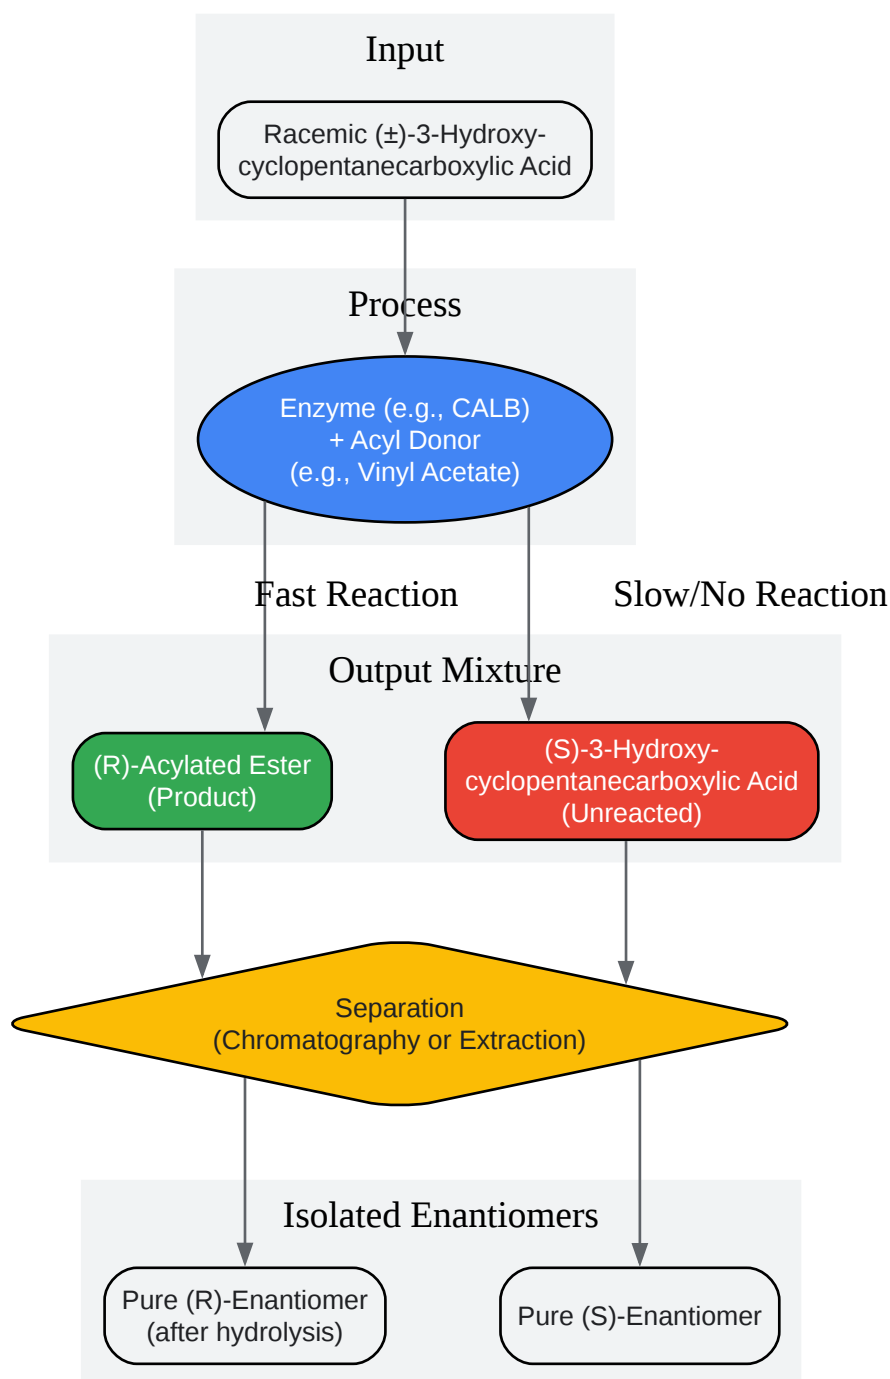 Input
Racemic (±)-3-Hydroxy-
cyclopentanecarboxylic Acid
Process
Enzyme (e.g., CALB)
+ Acyl Donor
(e.g., Vinyl Acetate)
Fast Reaction
Slow/No Reaction
Output Mixture
(R)-Acylated Ester
(Product)
(S)-3-Hydroxy-
cyclopentanecarboxylic Acid
(Unreacted)
Separation
(Chromatography or Extraction)
Isolated Enantiomers
Pure (R)-Enantiomer
(after hydrolysis)
Pure (S)-Enantiomer